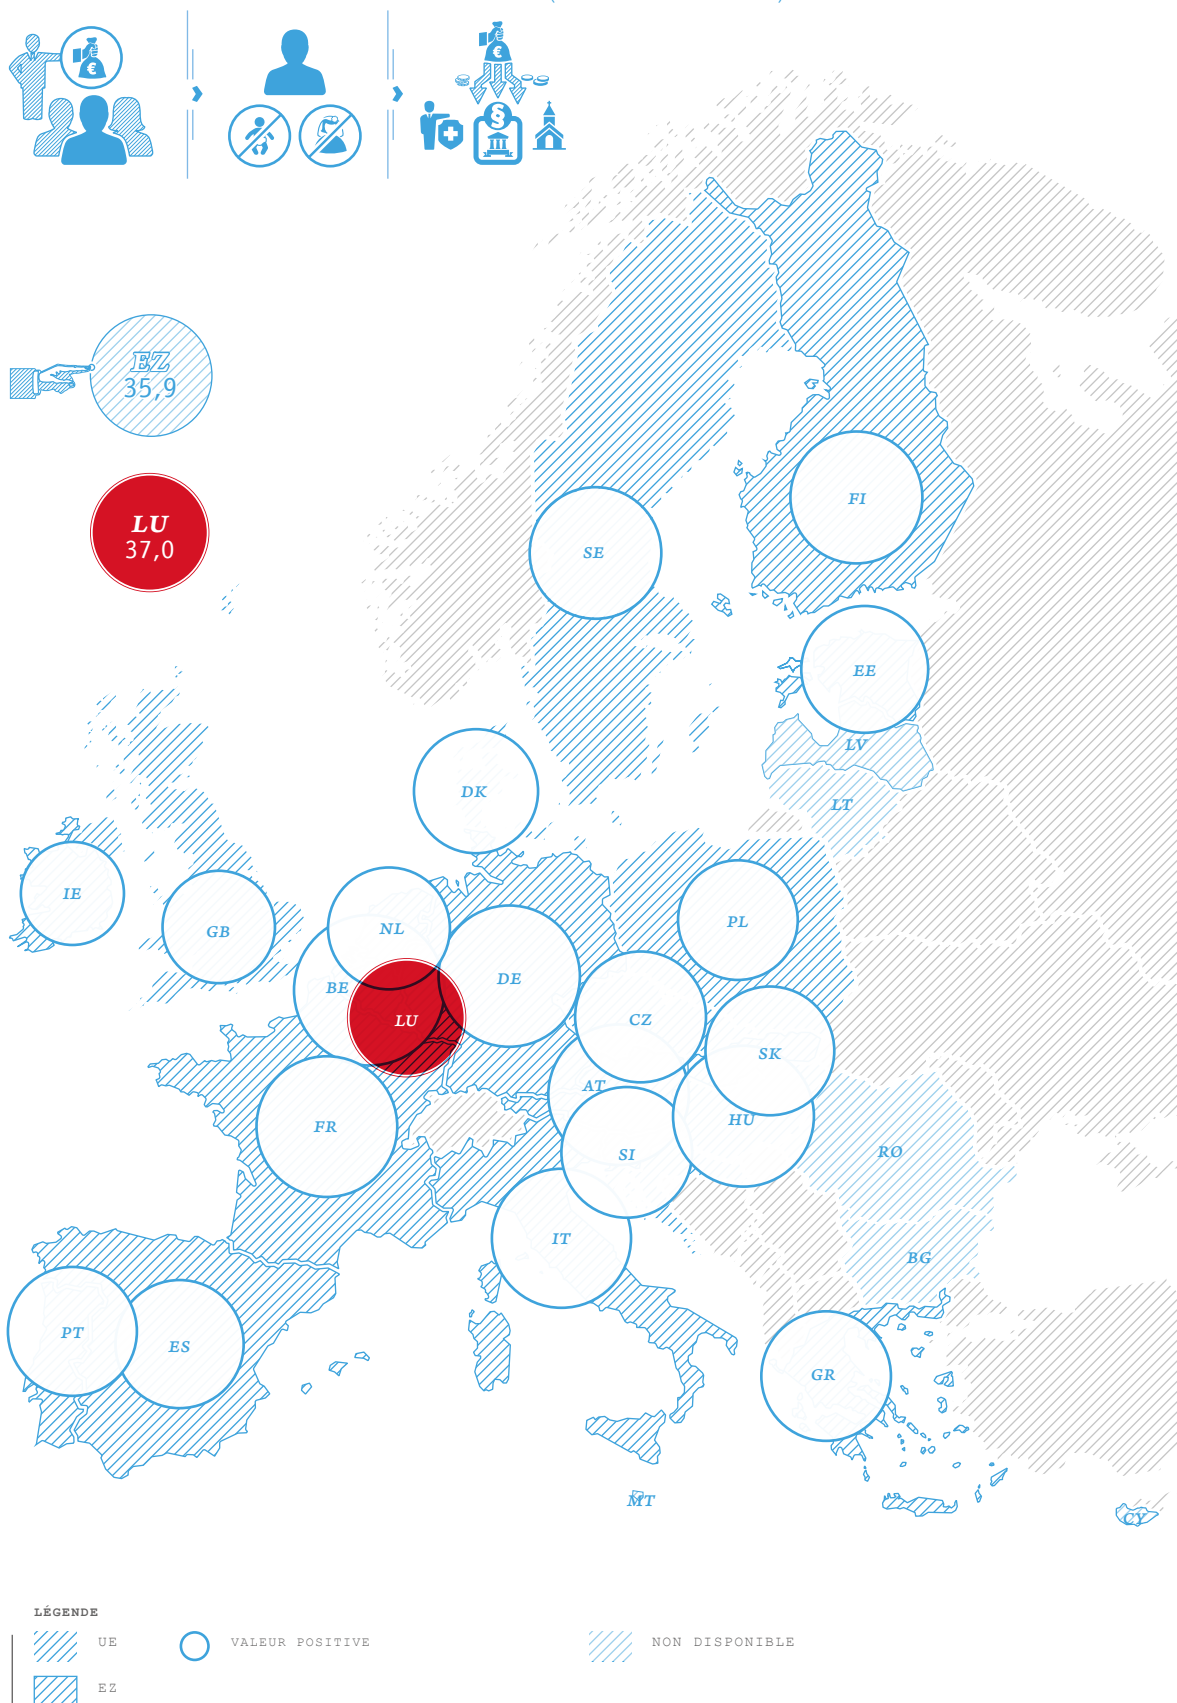 €
€
§
EZ
35,9
LU
37,0
FI
SE
EE
LV
DK
LT
IE
GB
NL
PL
DE
BE
LU
CZ
SK
AT
HU
FR
SI
RO
IT
BG
PT
ES
GR
MT
CY
LÉGENDE
UE
VALEUR POSITIVE
NON DISPONIBLE
EZ